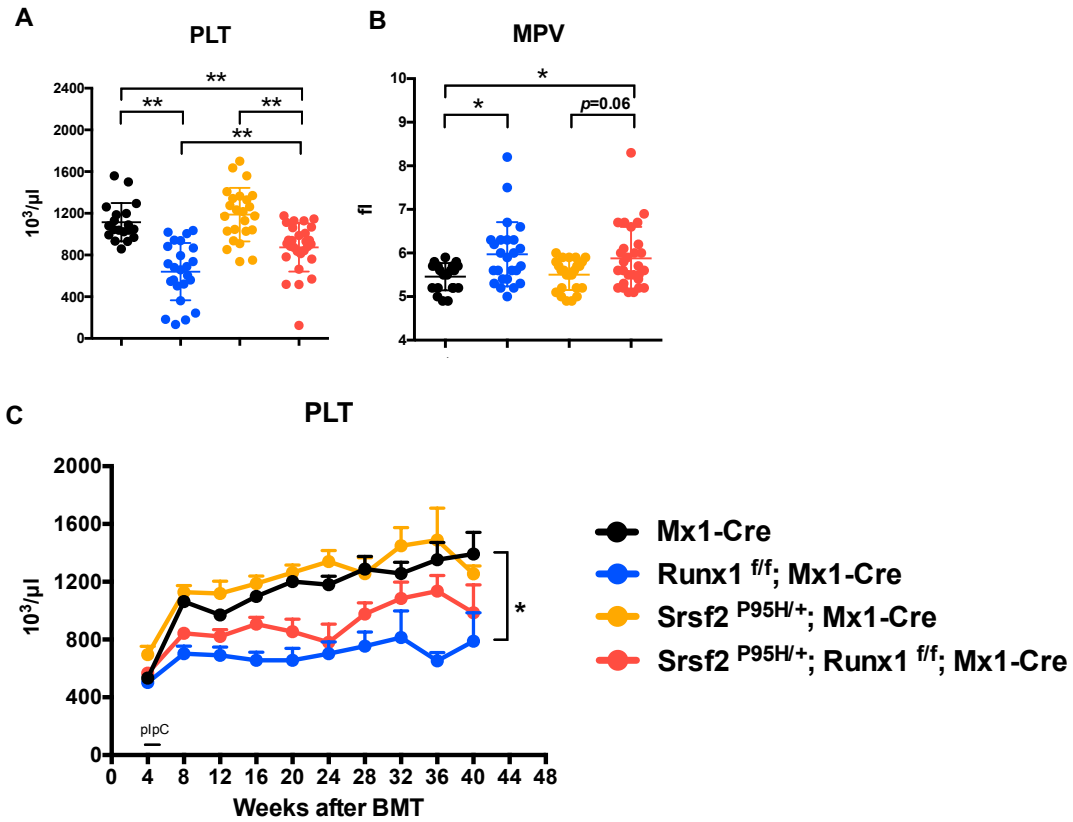 A
PLT
2400
2000
1600
1200
800
400
0
10³/µl
**
** **
**
B
MPV
10
9
8
7
6
5
4
fl
*
*
p=0.06
C
PLT
2000
1600
1200
800
400
0
10³/µl
pIpC
*
0 4 8 12 16 20 24 28 32 36 40 44 48
Weeks after BMT
Mx1-Cre
Runx1 f/f; Mx1-Cre
Srsf2 P95H/+; Mx1-Cre
Srsf2 P95H/+; Runx1 f/f; Mx1-Cre